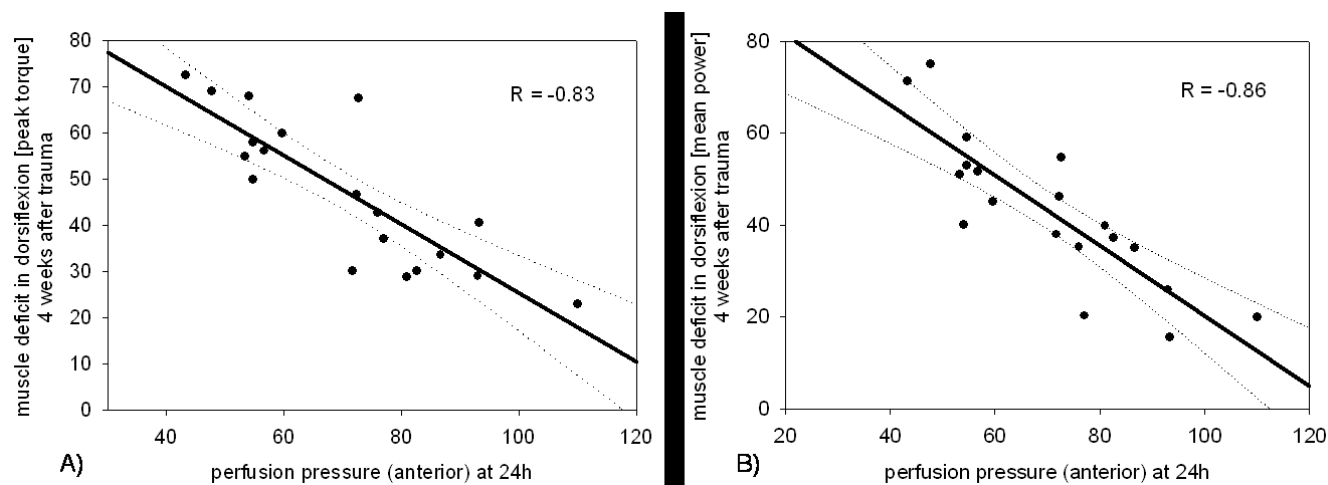 muscle deficit in dorsiflexion [peak torque]
4 weeks after trauma
80
70
60
50
40
30
20
10
0
R = -0.83
40
60
80
100
120
perfusion pressure (anterior) at 24h
A)
muscle deficit in dorsiflexion [mean power]
4 weeks after trauma
80
60
40
20
0
R = -0.86
20
40
60
80
100
120
perfusion pressure (anterior) at 24h
B)